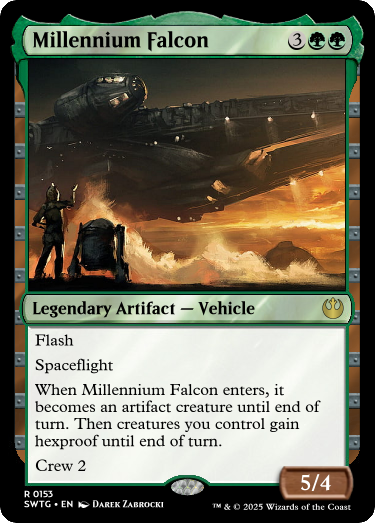 Millennium Falcon 3
Legendary Artifact — Vehicle
Flash
Spaceflight
When Millennium Falcon enters, it
becomes an artifact creature until end of
turn. Then creatures you control gain
hexproof until end of turn.
Crew 2
5/4
R 0153
SWTG • EN Darek Zabrocki
™ & © 2025 Wizards of the Coast